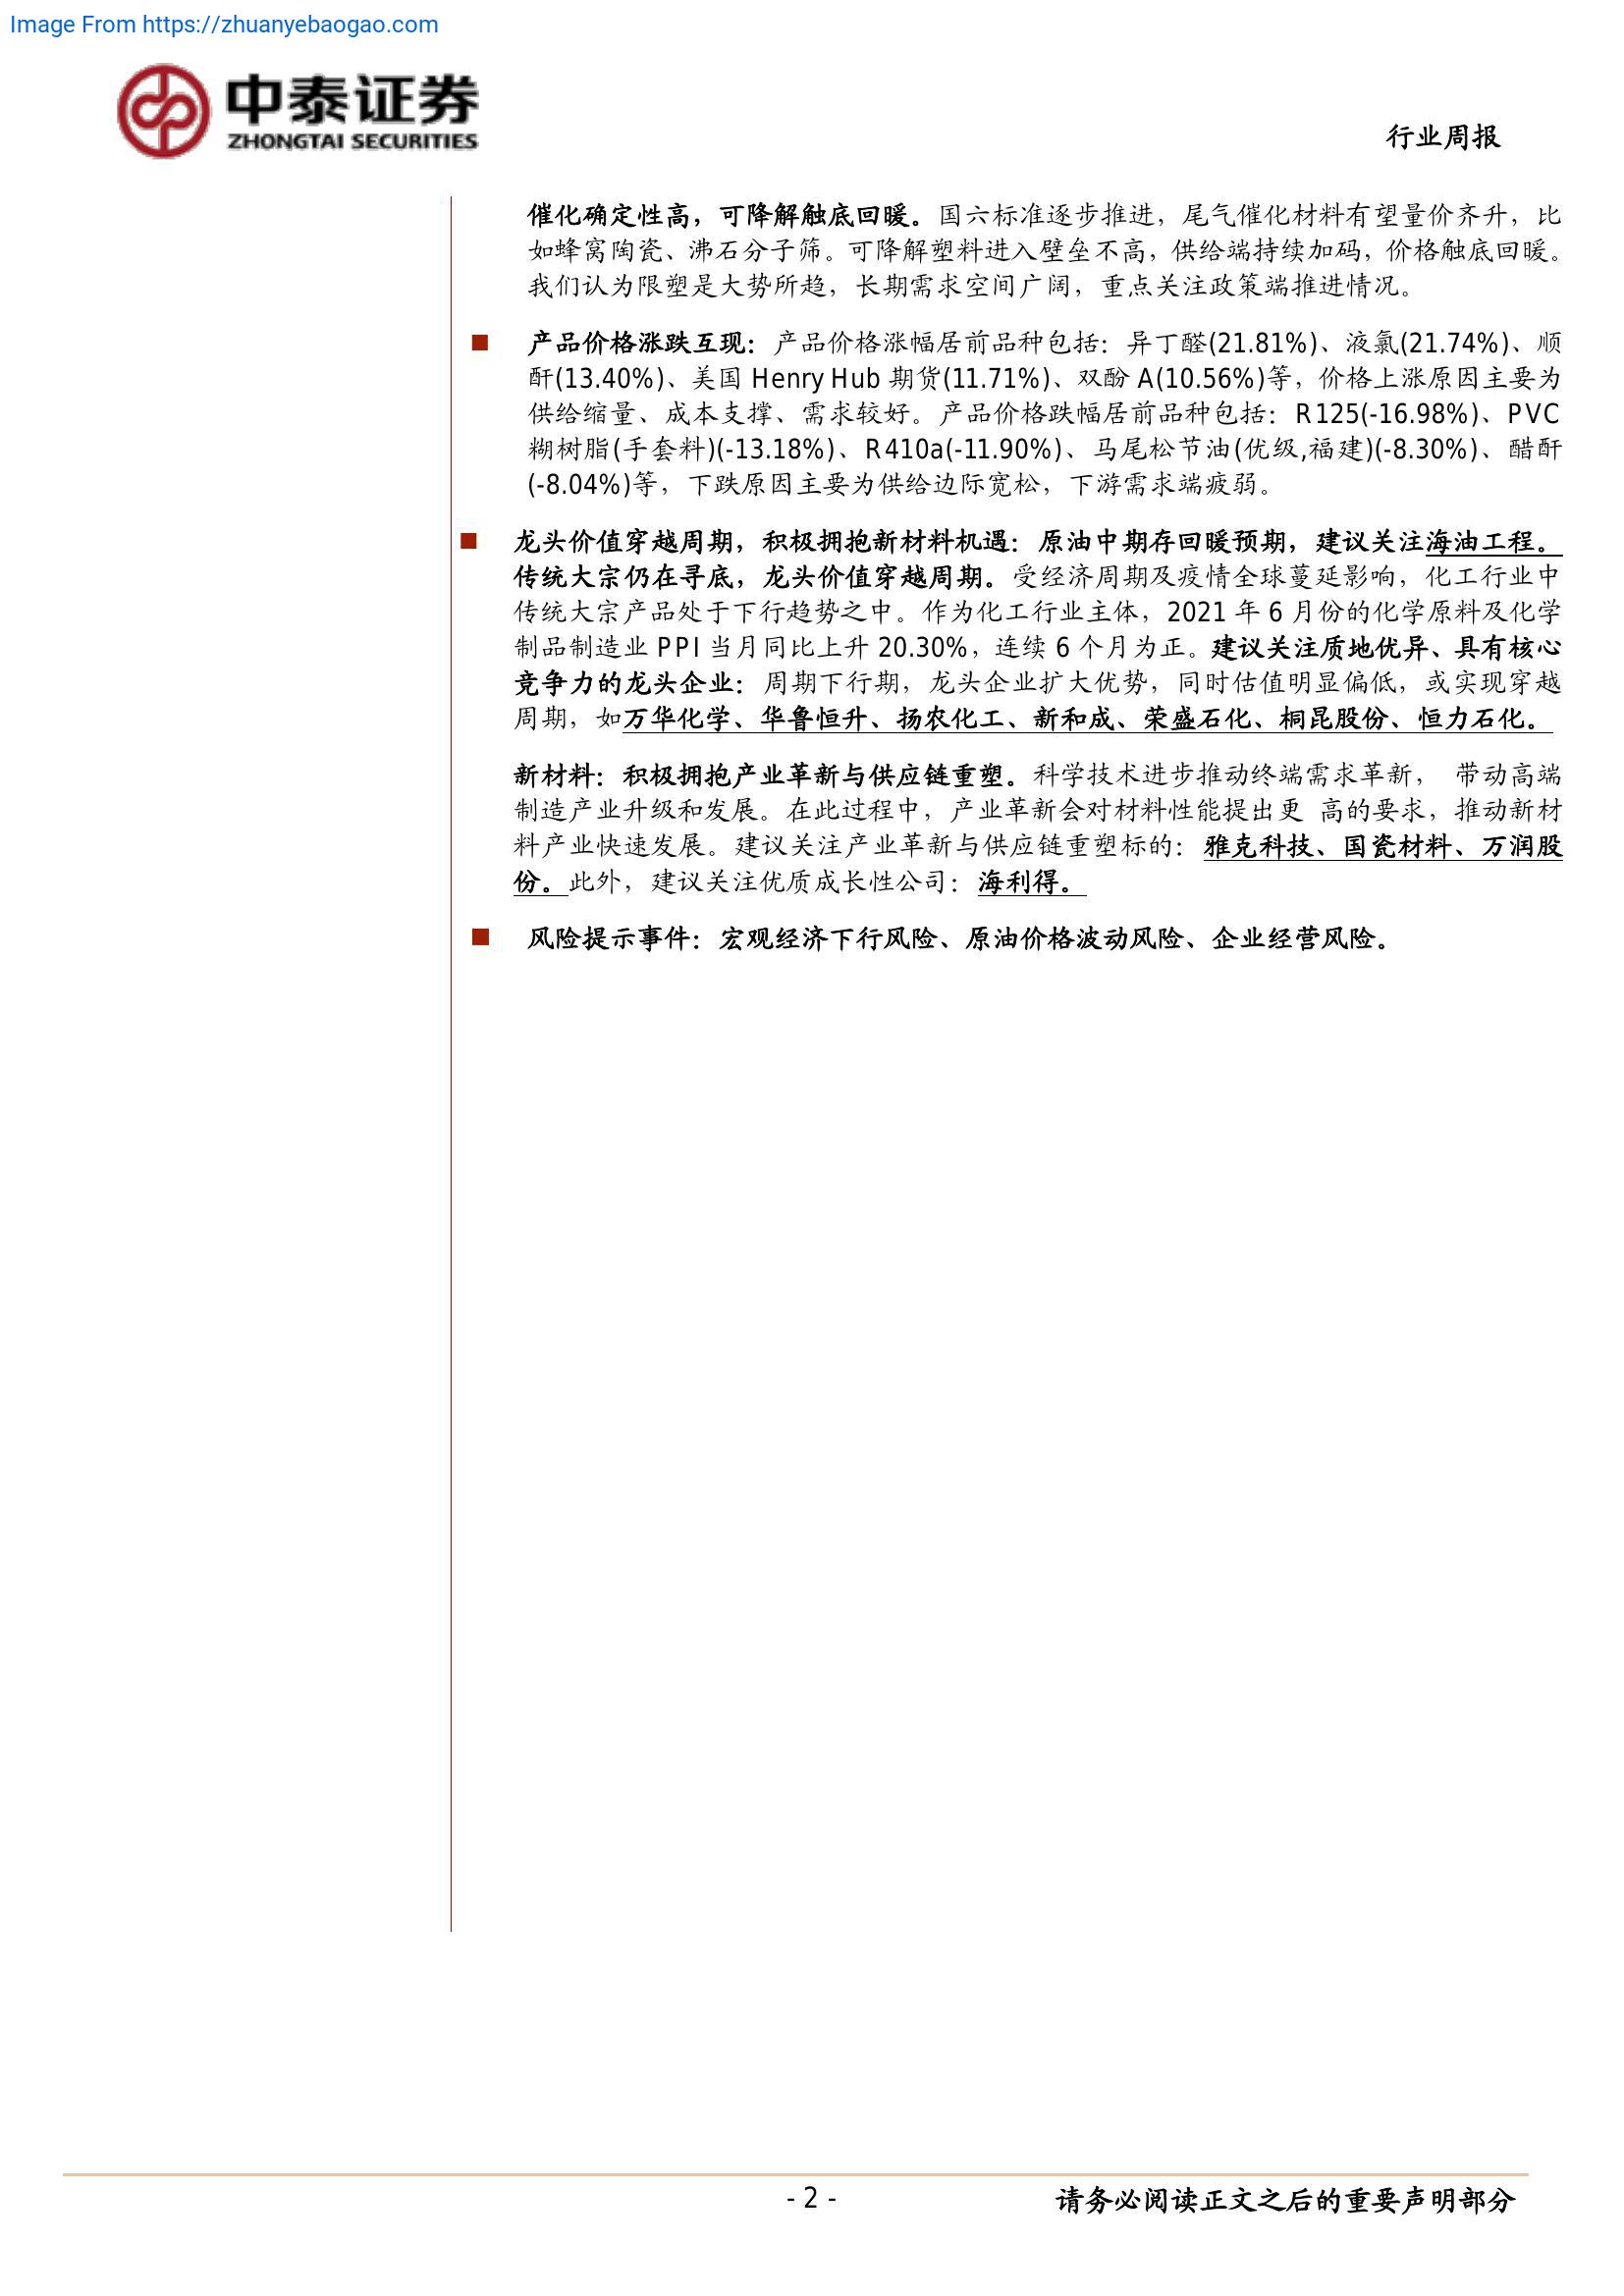 Image From https://zhuanyebaogao.com
中泰证券
ZHONGTAI SECURITIES
行业周报
催化确定性高，可降解触底回暖。国六标准逐步推进，尾气催化材料有望量价齐升，比
如蜂窝陶瓷、沸石分子筛。可降解塑料进入壁垒不高，供给端持续加码，价格触底回暖。
我们认为限塑是大势所趋，长期需求空间广阔，重点关注政策端推进情况。
■ 产品价格涨跌互现：产品价格涨幅居前品种包括：异丁醛(21.81%)、液氯(21.74%)、顺
酐(13.40%)、美国 Henry Hub 期货(11.71%)、双酚 A(10.56%)等，价格上涨原因主要为
供给缩量、成本支撑、需求较好。产品价格跌幅居前品种包括：R125(-16.98%)、PVC
糊树脂(手套料)(-13.18%)、R410a(-11.90%)、马尾松节油(优级,福建)(-8.30%)、醋酐
(-8.04%)等，下跌原因主要为供给边际宽松，下游需求端疲弱。
■ 龙头价值穿越周期，积极拥抱新材料机遇：原油中期存回暖预期，建议关注海油工程。
传统大宗仍在寻底，龙头价值穿越周期。受经济周期及疫情全球蔓延影响，化工行业中
传统大宗产品处于下行趋势之中。作为化工行业主体，2021 年 6 月份的化学原料及化学
制品制造业 PPI 当月同比上升 20.30%，连续 6 个月为正。建议关注质地优异、具有核心
竞争力的龙头企业：周期下行期，龙头企业扩大优势，同时估值明显偏低，或实现穿越
周期，如万华化学、华鲁恒升、扬农化工、新和成、荣盛石化、桐昆股份、恒力石化。
新材料：积极拥抱产业革新与供应链重塑。科学技术进步推动终端需求革新， 带动高端
制造产业升级和发展。在此过程中，产业革新会对材料性能提出更 高的要求，推动新材
料产业快速发展。建议关注产业革新与供应链重塑标的：雅克科技、国瓷材料、万润股
份。此外，建议关注优质成长性公司：海利得。
■ 风险提示事件：宏观经济下行风险、原油价格波动风险、企业经营风险。
- 2 -
请务必阅读正文之后的重要声明部分